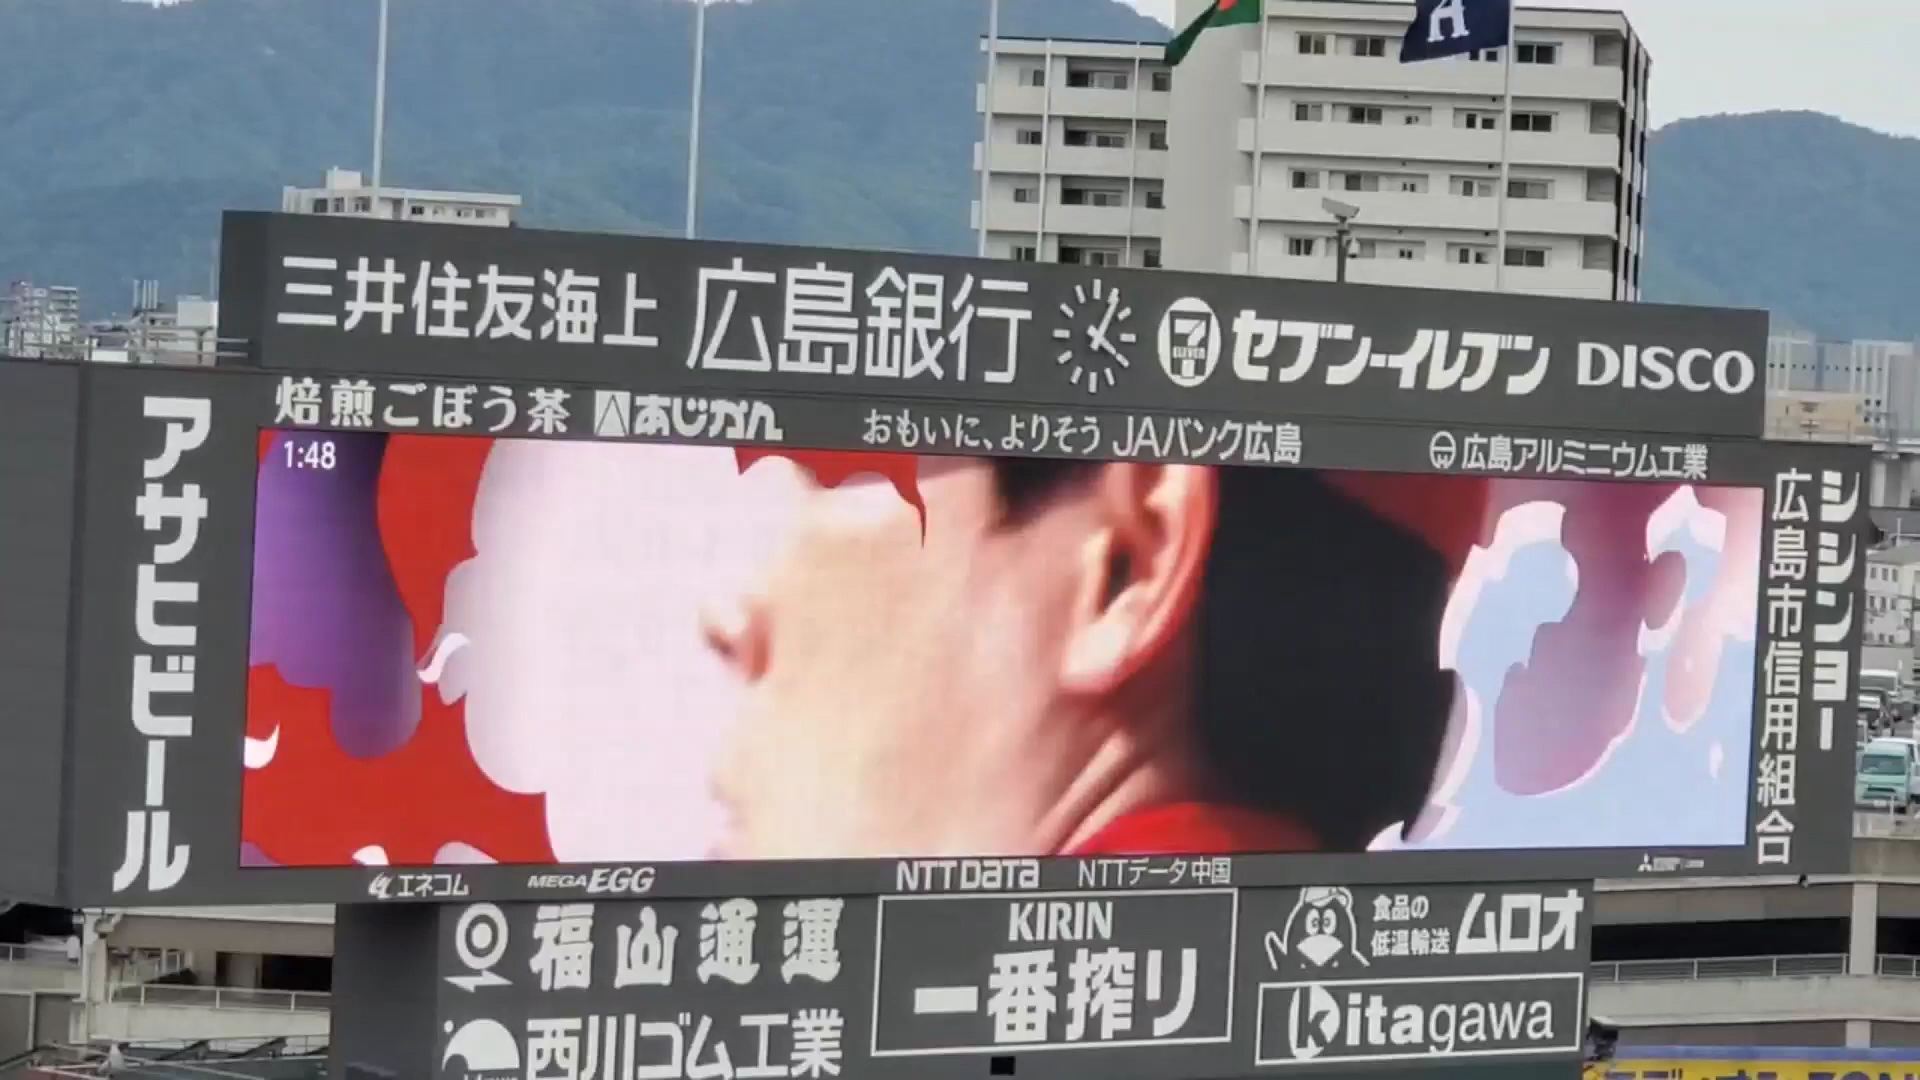 A
三井住友海上 広島銀行 7 ELEVEN セブン-イレブン DISCO
焙煎ごぼう茶 あじかん おもいに、よりそう JAバンク広島 広島アルミニウム工業
アサヒビール
1:48
シシンヨー
広島市信用組合
エネコム MEGA EGG NTT DATA NTTデータ中国
福山通運
KIRIN
一番搾り
食品の
低温輸送
ムロオ
西川ゴム工業
kitagawa